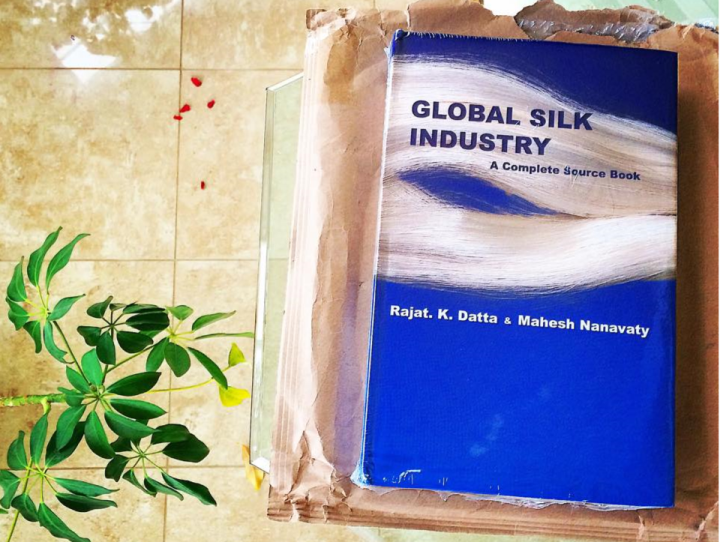 GLOBAL SILK
INDUSTRY
A Complete Source Book
Rajat. K. Datta & Mahesh Nanavaty